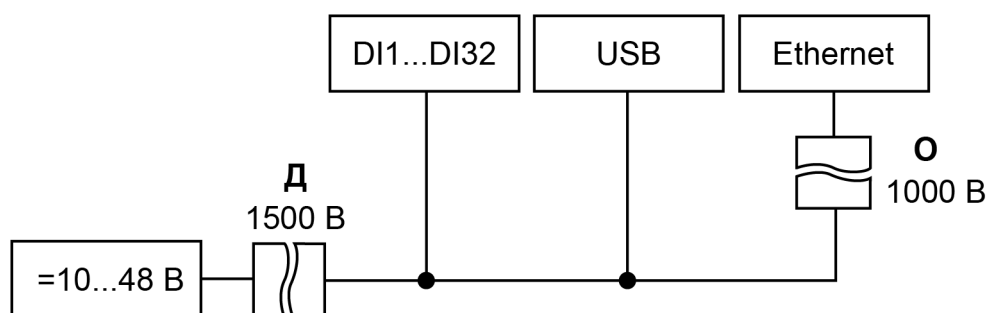 DI1...DI32
USB
Ethernet
О
1000 В
Д
1500 В
=10...48 В